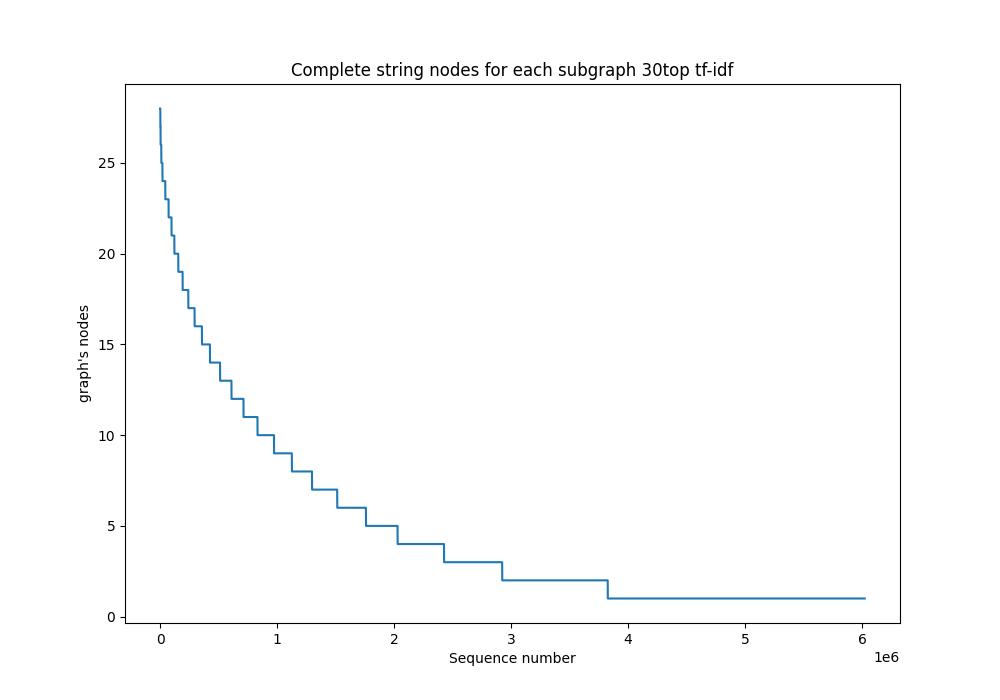 Complete string nodes for each subgraph 30top tf-idf
25
20
15
10
5
0
graph's nodes
0 1 2 3 4 5 6
1e6
Sequence number